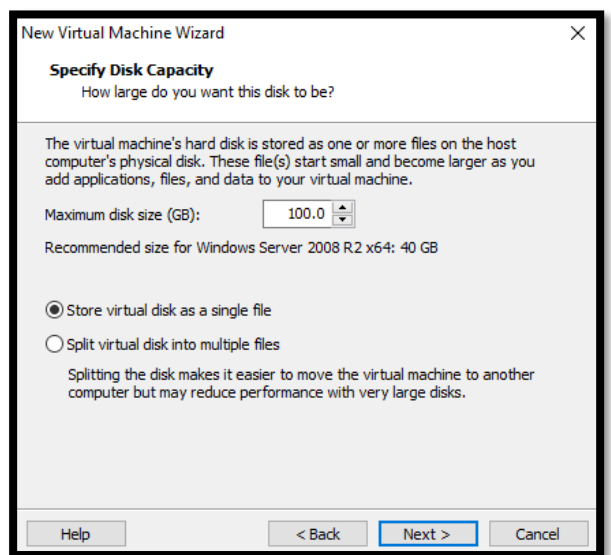 New Virtual Machine Wizard
Specify Disk Capacity
How large do you want this disk to be?
The virtual machine's hard disk is stored as one or more files on the host
computer's physical disk. These file(s) start small and become larger as you
add applications, files, and data to your virtual machine.
Maximum disk size (GB): 100.0
Recommended size for Windows Server 2008 R2 x64: 40 GB
Store virtual disk as a single file
Split virtual disk into multiple files
Splitting the disk makes it easier to move the virtual machine to another
computer but may reduce performance with very large disks.
Help < Back Next > Cancel